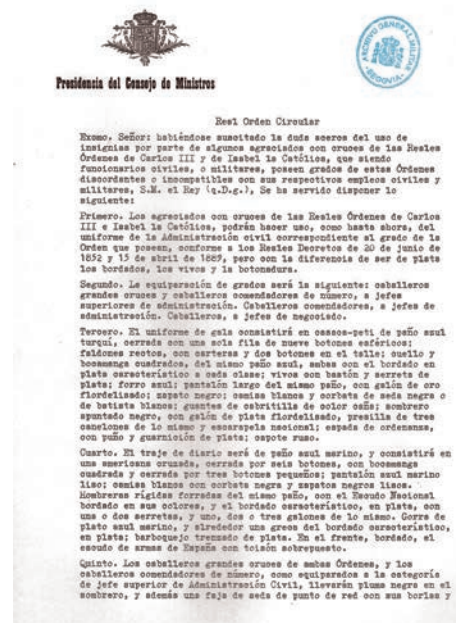 ARCHIVO GENERAL MILITAR
SEGOVIA
Presidencia del Consejo de Ministros
Real Orden Circular
Excmo. Señor: habiéndose suscitado la duda acerca del uso de
insignias por parte de algunos agraciados con cruces de las Reales
Órdenes de Carlos III y de Isabel la Católica, que siendo
funcionarios civiles, o militares, poseen grados de estas Órdenes
discordantes o incompatibles con sus respectivos empleos civiles y
militares, S.M. el Rey (q.D.g.), Se ha servido disponer lo
siguiente:
Primero. Los agraciados con cruces de las Reales Órdenes de Carlos
III e Isabel la Católica, podrán hacer uso, como hasta ahora, del
uniforme de la Administración civil correspondiente al grado de la
Orden que posean, conforme a los Reales Decretos de 20 de junio de
1852 y 15 de abril de 1889, pero con la diferencia de ser de plata
los bordados, los vivos y la botonadura.
Segundo. La equiparación de grados será la siguiente: caballeros
grandes cruces y caballeros comendadores de número, a jefes
superiores de administración. Caballeros comendadores, a jefes de
administración. Caballeros, a jefes de negociado.
Tercero. El uniforme de gala consistirá en casaca-peti de paño azul
turquí, cerrada con una sola fila de nueve botones esféricos;
faldones rectos, con carteras y dos botones en el talle; cuello y
bocamanga cuadrados, del mismo paño azul, ambas con el bordado en
plata característico a cada clase; vivos con bastón y serreta de
plata; forro azul; pantalón largo del mismo paño, con galón de oro
flordelisado; zapato negro; camisa blanca y corbata de seda negra o
de batista blanca; guantes de cabritilla de color caña; sombrero
apuntado negro, con galón de plata flordelisado, presilla de tres
canelones de lo mismo y escarapela nacional; espada de ordenanza,
con puño y guarnición de plata; capote ruso.
Cuarto. El traje de diario será de paño azul marino, y consistirá en
una americana cruzada, cerrada por seis botones, con bocamanga
cuadrada y cerrada por tres botones pequeños; pantalón azul marino
liso; camisa blanca con corbata negra y zapatos negros lisos.
Hombreras rígidas forradas del mismo paño, con el Escudo Nacional
bordado en sus colores, y el bordado característico, en plata, con
una o dos serretas, y uno, dos o tres galones de lo mismo. Gorra de
plato azul marino, y alrededor una greca del bordado característico,
en plata; barboquejo trenzado de plata. En el frente, bordado, el
escudo de armas de España con toisón sobrepuesto.
Quinto. Los caballeros grandes cruces de ambas Órdenes, y los
caballeros comendadores de número, como equiparados a la categoría
de jefe superior de Administración Civil, llevarán pluma negra en el
sombrero, y además una faja de seda de punto de red con sus borlas y